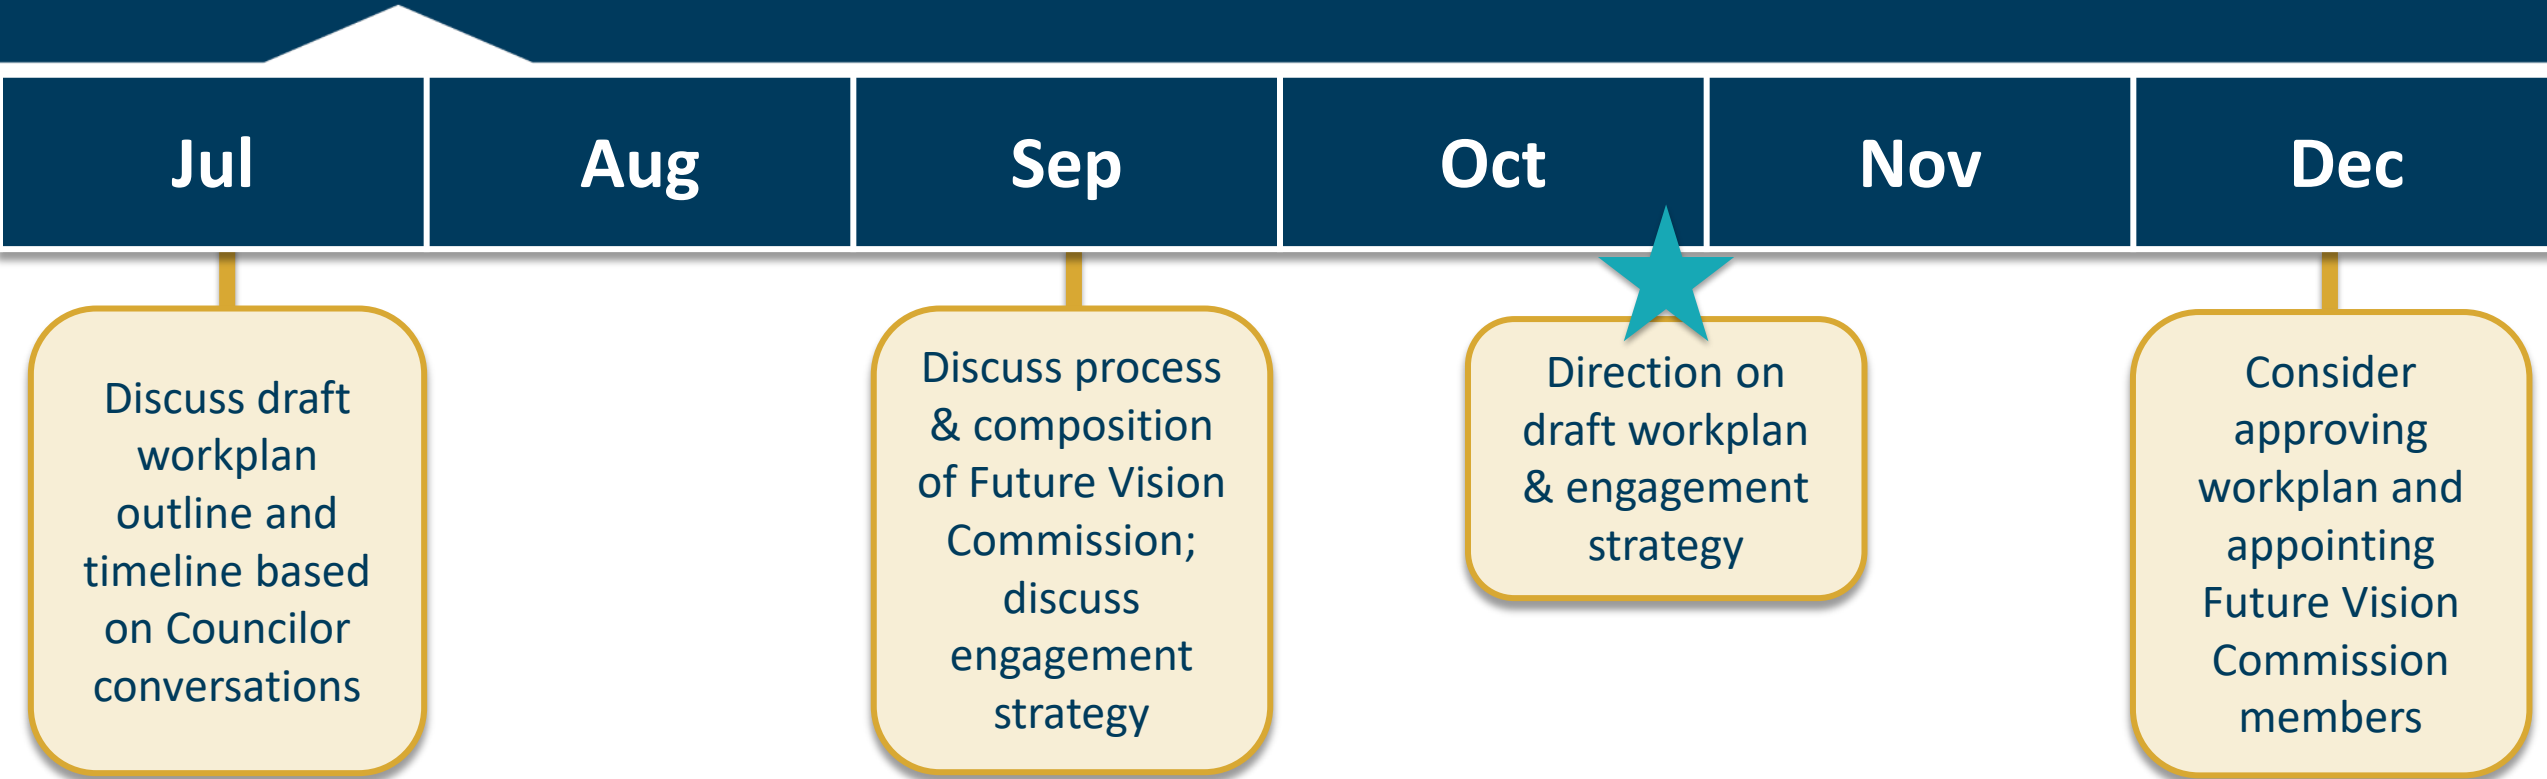 Jul
Aug
Sep
Oct
Nov
Dec
Discuss draft
workplan
outline and
timeline based
on Councilor
conversations
Discuss process
& composition
of Future Vision
Commission;
discuss
engagement
strategy
Direction on
draft workplan
& engagement
strategy
Consider
approving
workplan and
appointing
Future Vision
Commission
members